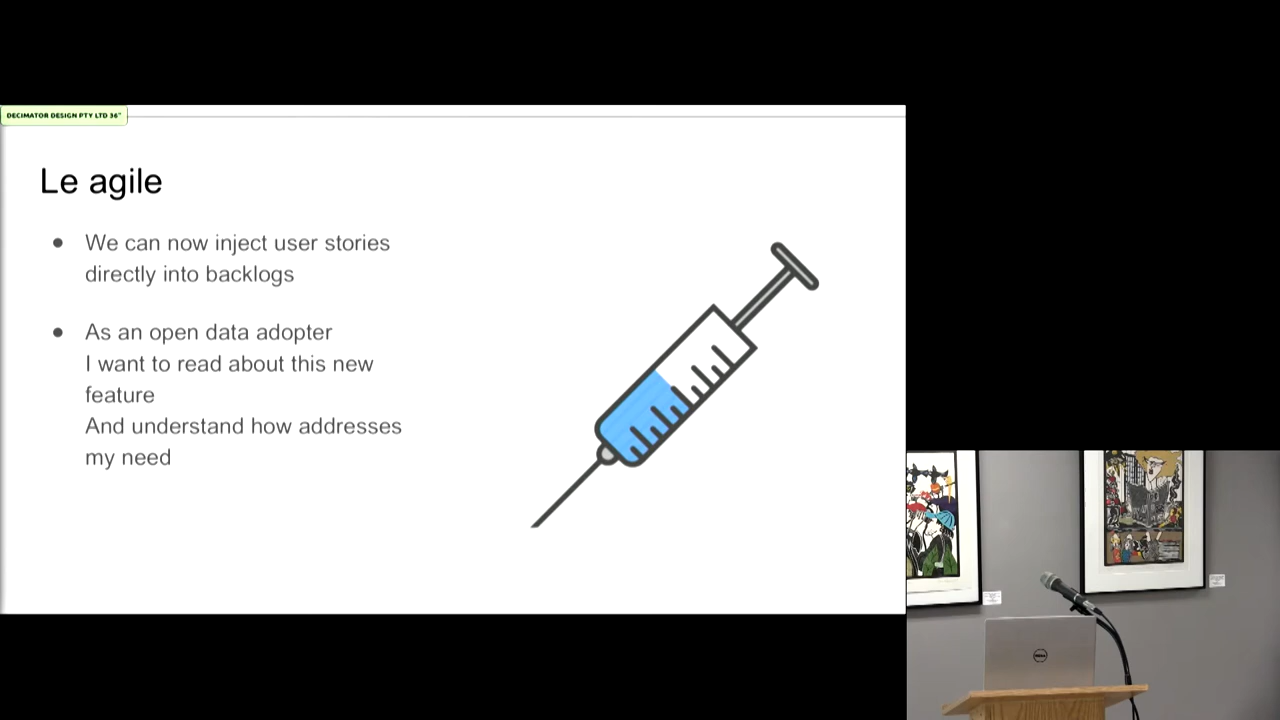 DECIMATOR DESIGN PTY LTD 36"
Le agile
We can now inject user stories
directly into backlogs
As an open data adopter
I want to read about this new
feature
And understand how addresses
my need
DELL